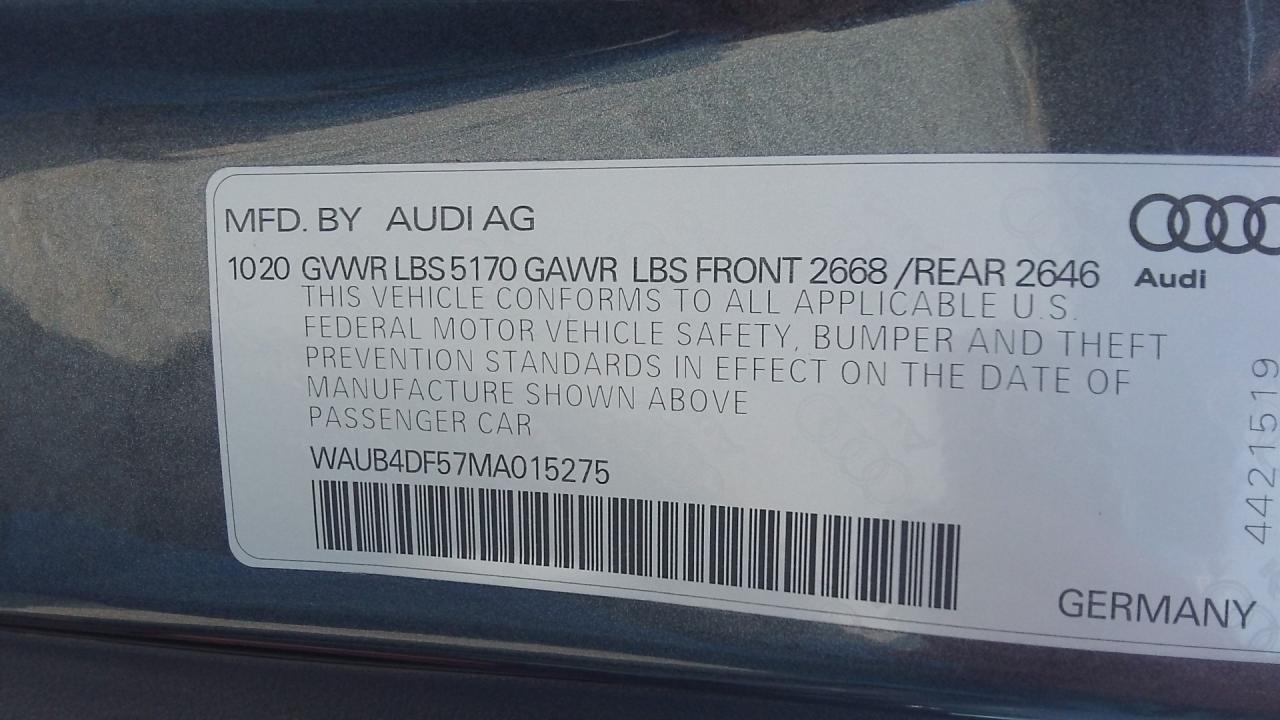 MFD. BY AUDI AG
1020 GVWR LBS 5170 GAWR LBS FRONT 2668 /REAR 2646
Audi
THIS VEHICLE CONFORMS TO ALL APPLICABLE U.S.
FEDERAL MOTOR VEHICLE SAFETY, BUMPER AND THEFT
PREVENTION STANDARDS IN EFFECT ON THE DATE OF
MANUFACTURE SHOWN ABOVE
PASSENGER CAR
WAUB4DF57MA015275
4421519
GERMANY